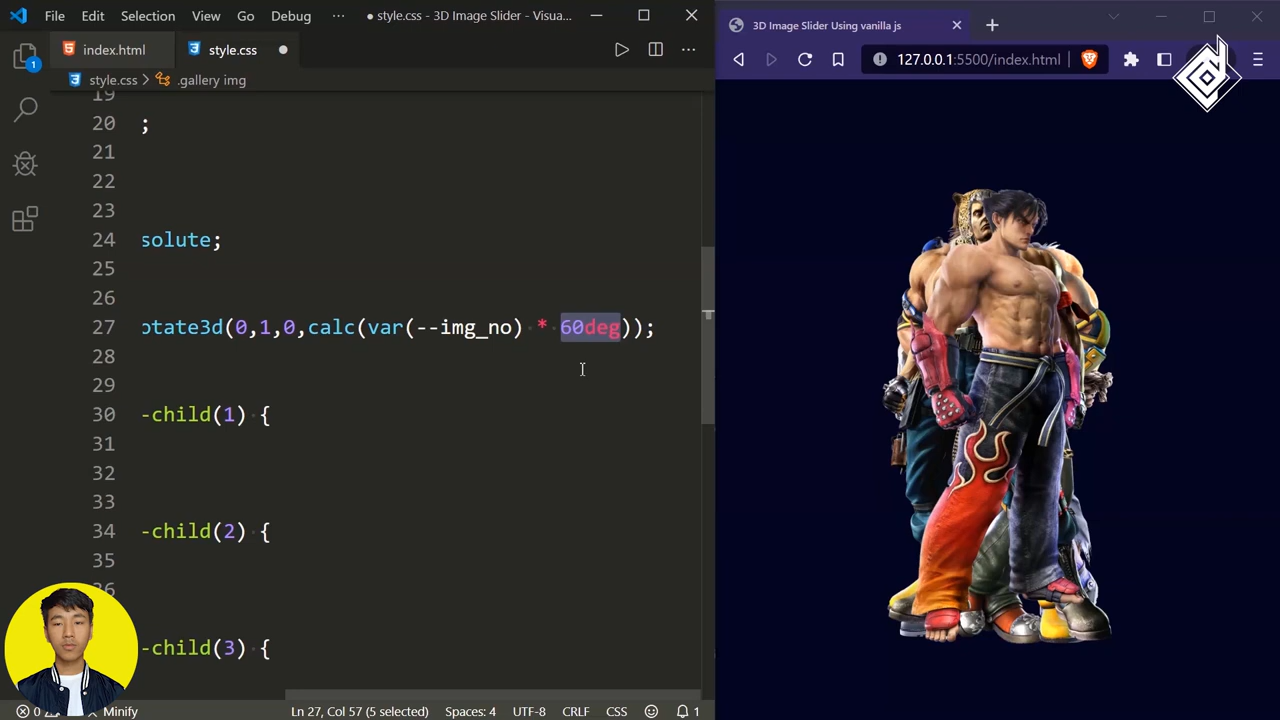 File Edit Selection View Go Debug ··· ● style.css - 3D Image Slider - Visua...
index.html style.css ●
style.css > .gallery img
1
19
20 ;
21
22
23
24 solute;
25
26
27 otate3d(0,1,0,calc(var(--img_no) * 60deg));
28
29
30 -child(1) {
31
32
33
34 -child(2) {
35
-child(3) {
Minify Ln 27, Col 57 (5 selected) Spaces: 4 UTF-8 CRLF CSS 1
3D Image Slider Using vanilla js
127.0.0.1:5500/index.html